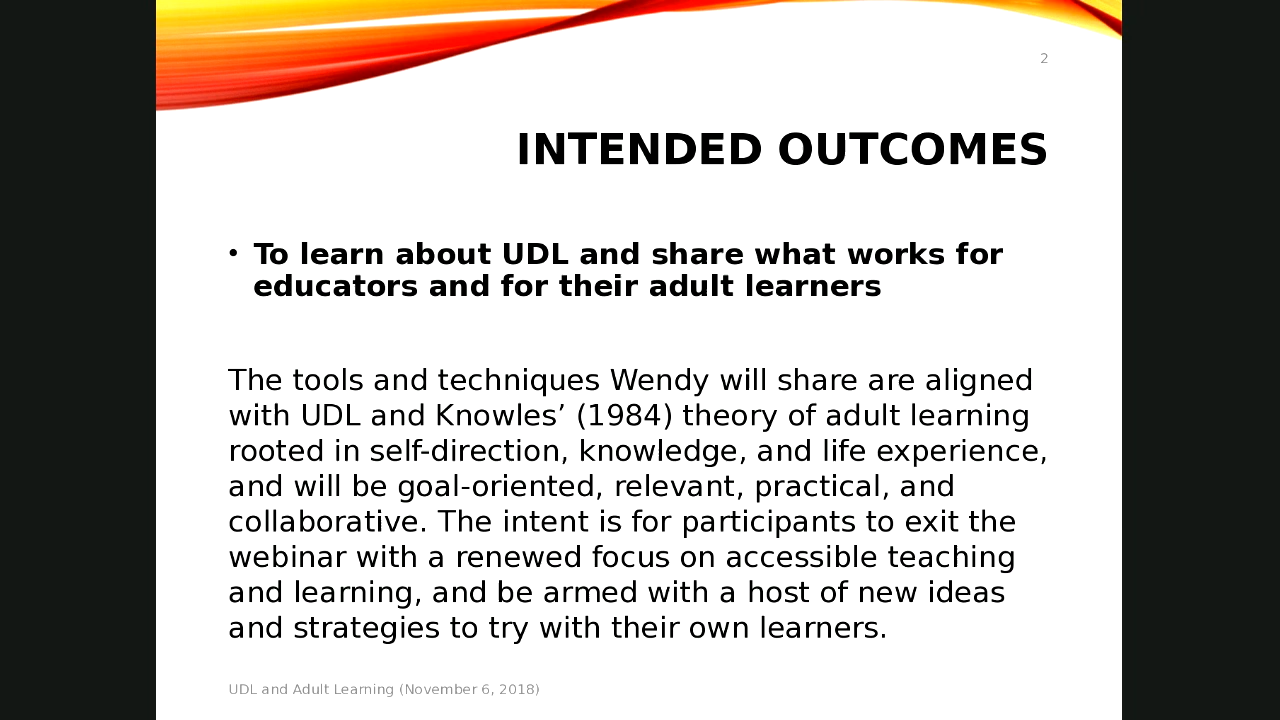 2
INTENDED OUTCOMES
• To learn about UDL and share what works for
educators and for their adult learners
The tools and techniques Wendy will share are aligned
with UDL and Knowles’ (1984) theory of adult learning
rooted in self-direction, knowledge, and life experience,
and will be goal-oriented, relevant, practical, and
collaborative. The intent is for participants to exit the
webinar with a renewed focus on accessible teaching
and learning, and be armed with a host of new ideas
and strategies to try with their own learners.
UDL and Adult Learning (November 6, 2018)